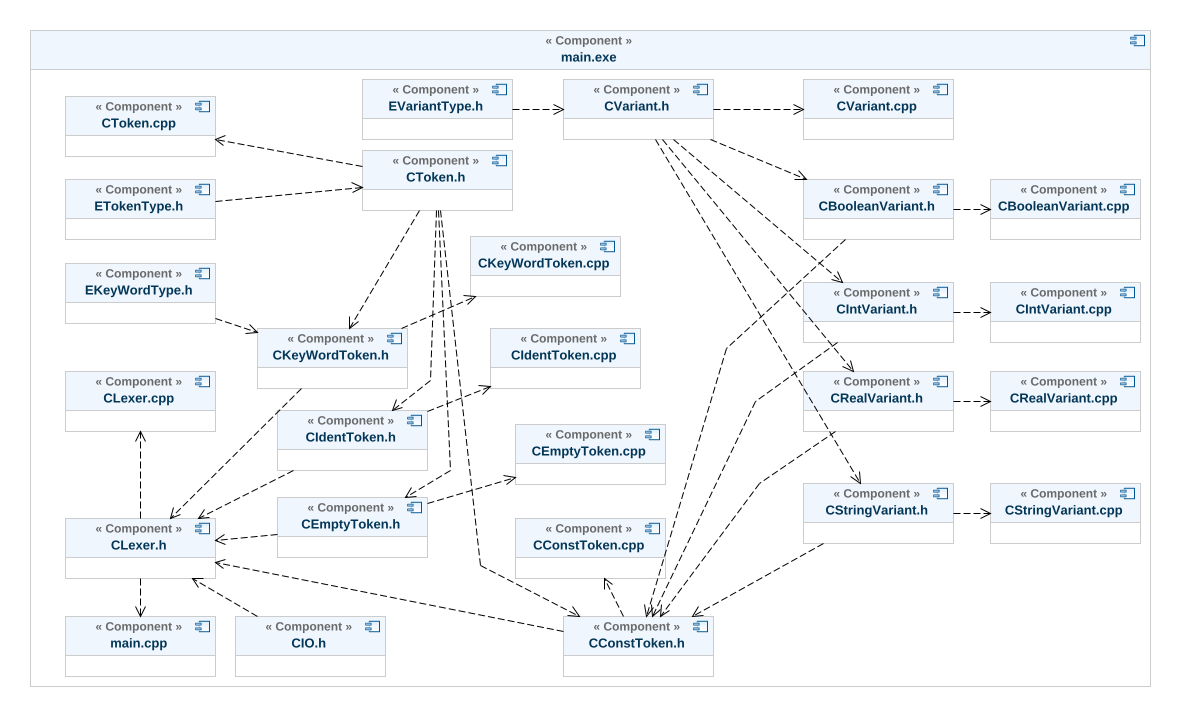 « Component »
main.exe
« Component »
EVariantType.h
« Component »
CVariant.h
« Component »
CVariant.cpp
« Component »
CToken.cpp
« Component »
CToken.h
« Component »
ETokenType.h
« Component »
CBooleanVariant.h
« Component »
CBooleanVariant.cpp
« Component »
CKeyWordToken.cpp
« Component »
EKeyWordType.h
« Component »
CIntVariant.h
« Component »
CIntVariant.cpp
« Component »
CKeyWordToken.h
« Component »
CIdentToken.cpp
« Component »
CLexer.cpp
« Component »
CRealVariant.h
« Component »
CRealVariant.cpp
« Component »
CIdentToken.h
« Component »
CEmptyToken.cpp
« Component »
CEmptyToken.h
« Component »
CStringVariant.h
« Component »
CStringVariant.cpp
« Component »
CLexer.h
« Component »
CConstToken.cpp
« Component »
main.cpp
« Component »
CIO.h
« Component »
CConstToken.h